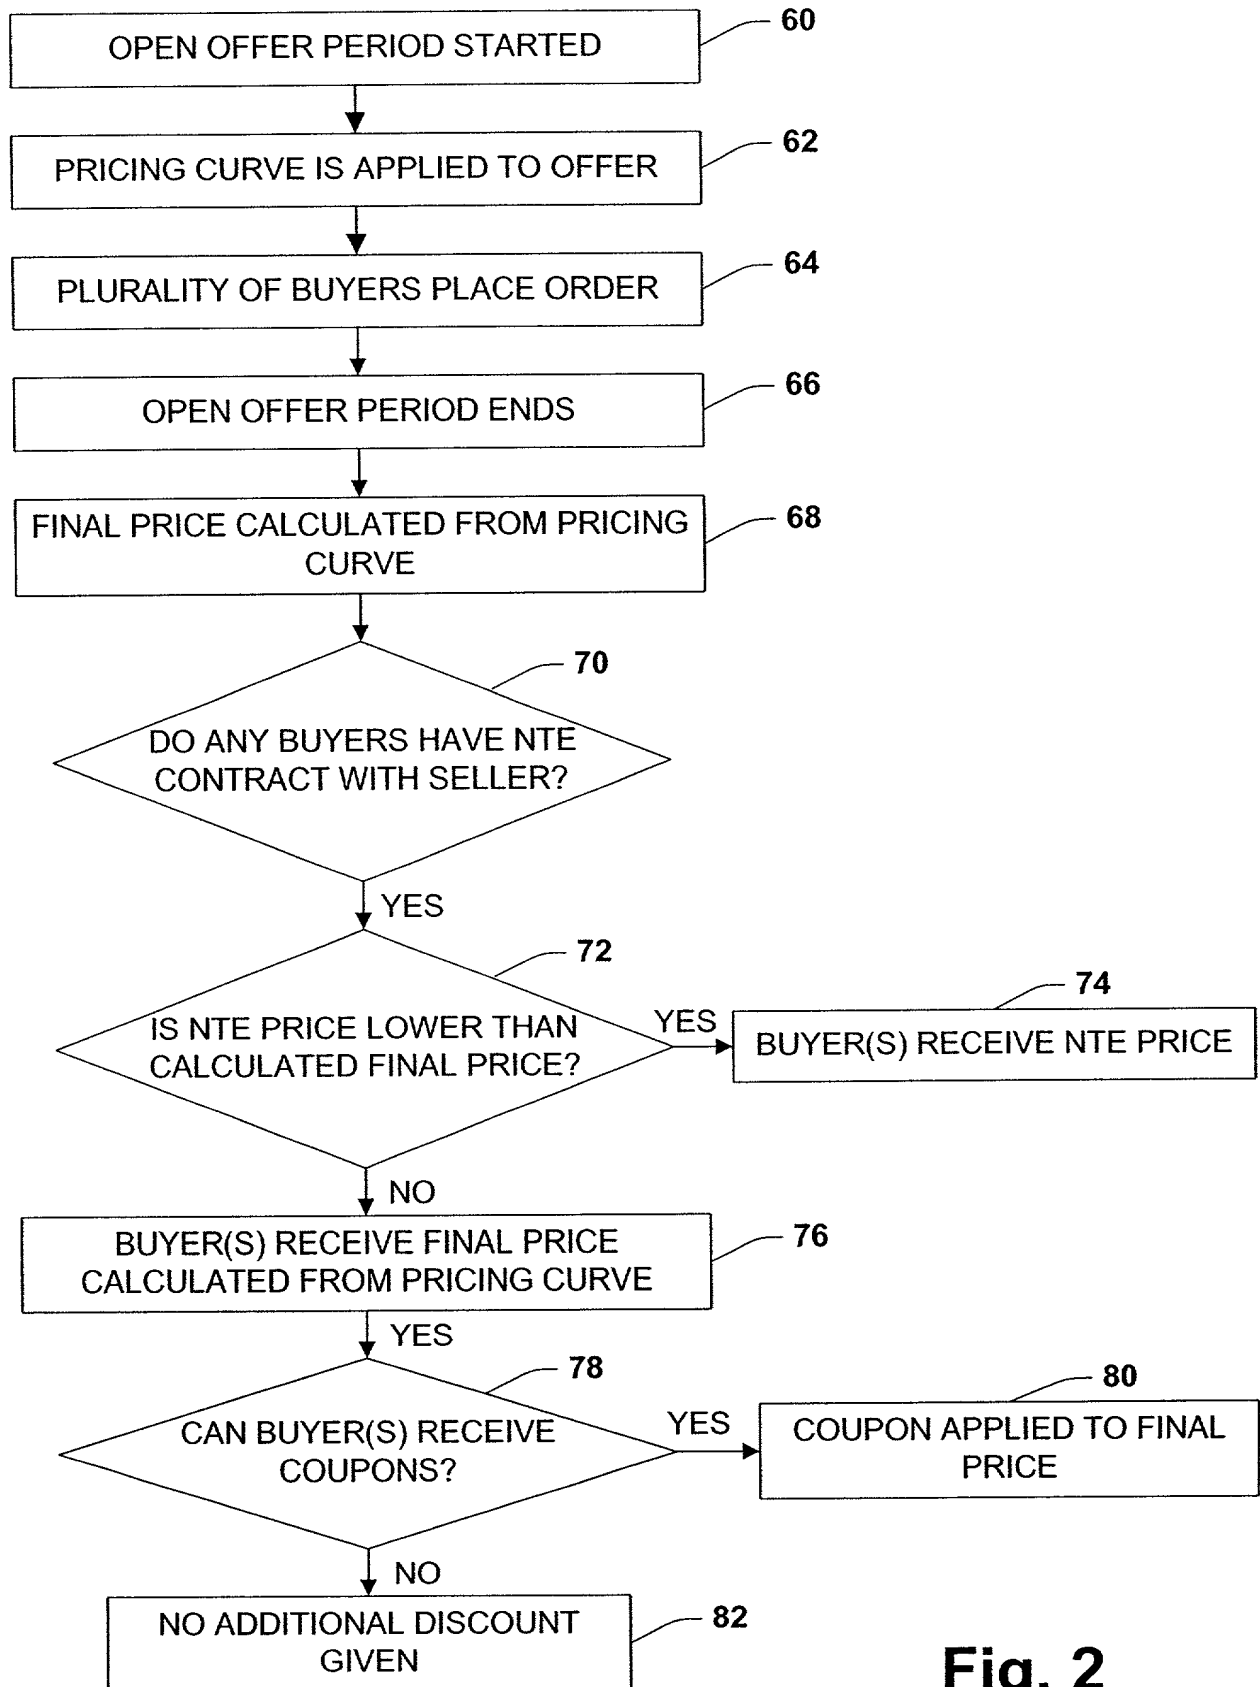 OPEN OFFER PERIOD STARTED
60
PRICING CURVE IS APPLIED TO OFFER
62
PLURALITY OF BUYERS PLACE ORDER
64
OPEN OFFER PERIOD ENDS
66
FINAL PRICE CALCULATED FROM PRICING
CURVE
68
70
DO ANY BUYERS HAVE NTE
CONTRACT WITH SELLER?
YES
72
IS NTE PRICE LOWER THAN
CALCULATED FINAL PRICE?
YES
74
BUYER(S) RECEIVE NTE PRICE
NO
BUYER(S) RECEIVE FINAL PRICE
CALCULATED FROM PRICING CURVE
76
YES
78
CAN BUYER(S) RECEIVE
COUPONS?
YES
80
COUPON APPLIED TO FINAL
PRICE
NO
NO ADDITIONAL DISCOUNT
GIVEN
82
Fig. 2